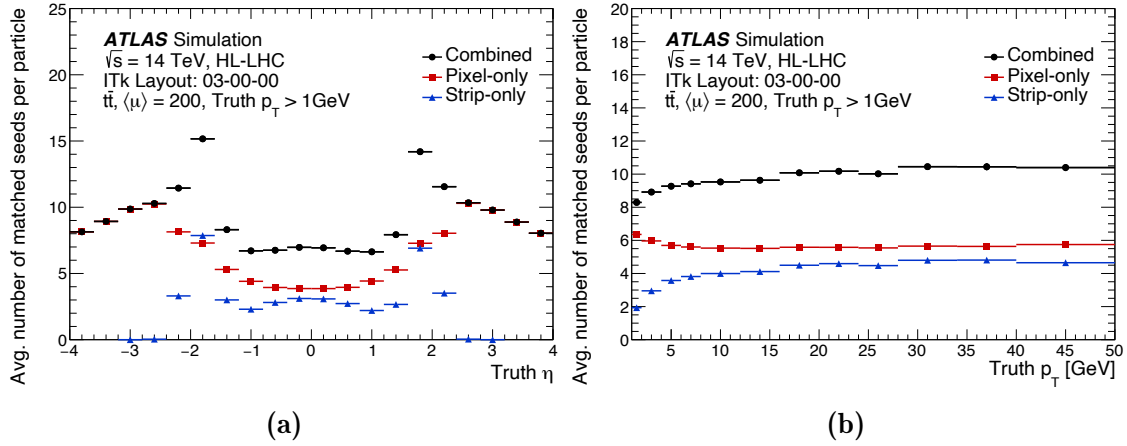 Avg. number of matched seeds per particle
25
20
15
10
5
0
ATLAS Simulation
√s = 14 TeV, HL-LHC
ITk Layout: 03-00-00
tt̄, ⟨μ⟩ = 200, Truth p_T > 1GeV
Combined
Pixel-only
Strip-only
−4 −3 −2 −1 0 1 2 3 4
Truth η
(a)
Avg. number of matched seeds per particle
20
18
16
14
12
10
8
6
4
2
0
ATLAS Simulation
√s = 14 TeV, HL-LHC
ITk Layout: 03-00-00
tt̄, ⟨μ⟩ = 200, Truth p_T > 1GeV
Combined
Pixel-only
Strip-only
5 10 15 20 25 30 35 40 45 50
Truth p_T [GeV]
(b)